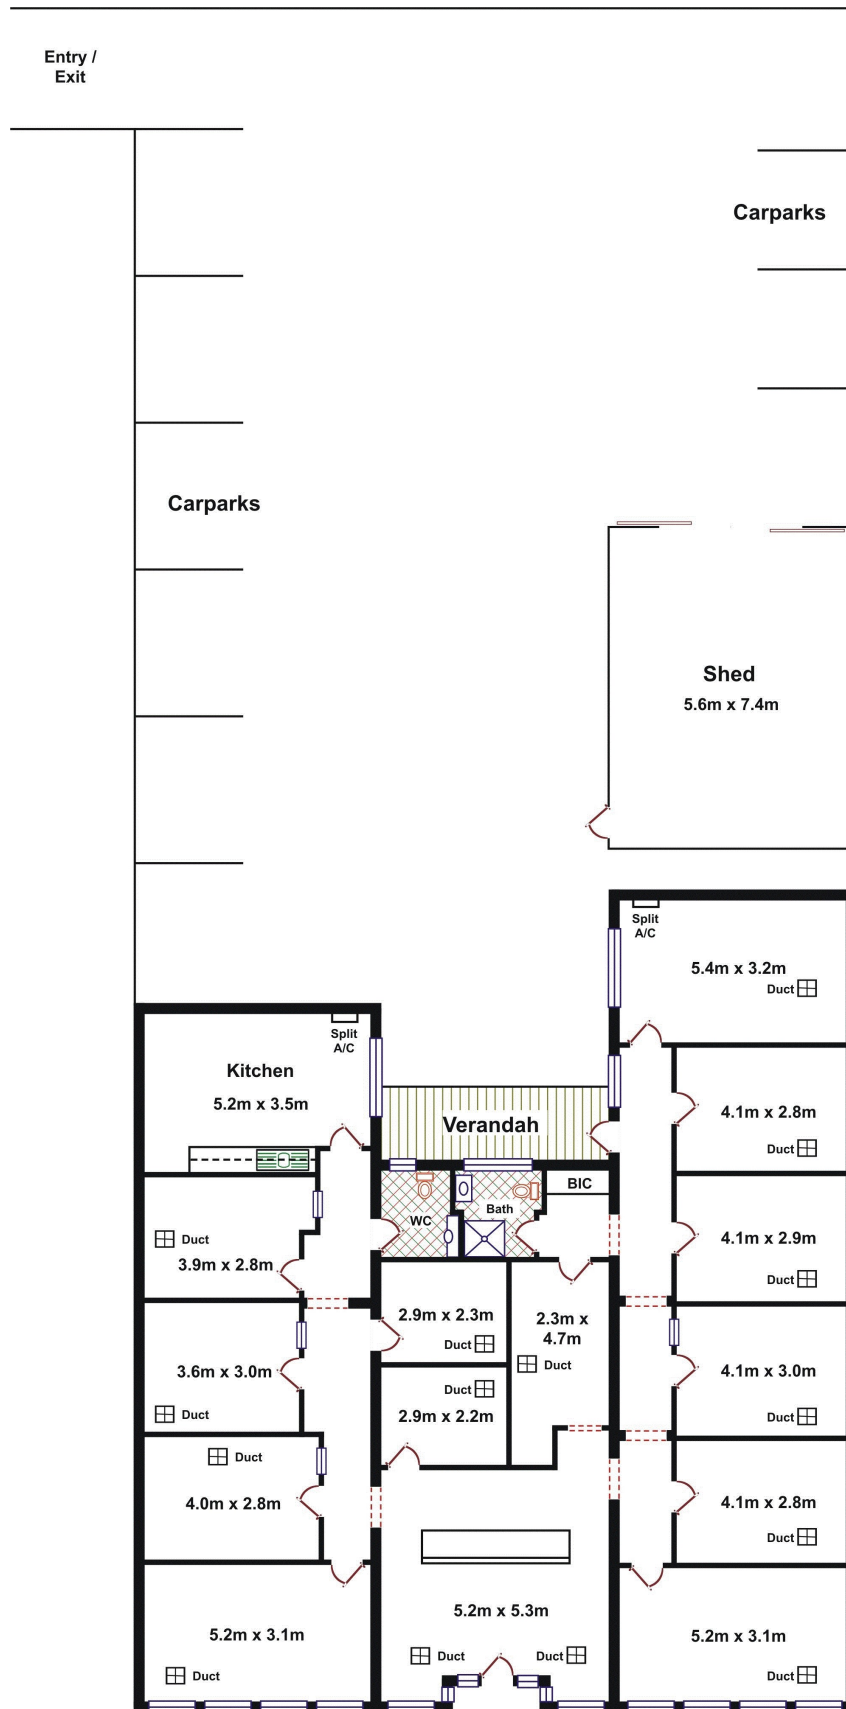 Entry /
Exit
Carparks
Carparks
Shed
5.6m x 7.4m
Split
A/C
5.4m x 3.2m
Duct
Split
A/C
Kitchen
5.2m x 3.5m
Verandah
4.1m x 2.8m
Duct
BIC
Bath
WC
Duct
3.9m x 2.8m
4.1m x 2.9m
Duct
2.9m x 2.3m
Duct
2.3m x
4.7m
Duct
3.6m x 3.0m
Duct
4.1m x 3.0m
Duct
Duct
2.9m x 2.2m
Duct
4.0m x 2.8m
4.1m x 2.8m
Duct
5.2m x 5.3m
Duct
Duct
5.2m x 3.1m
Duct
5.2m x 3.1m
Duct